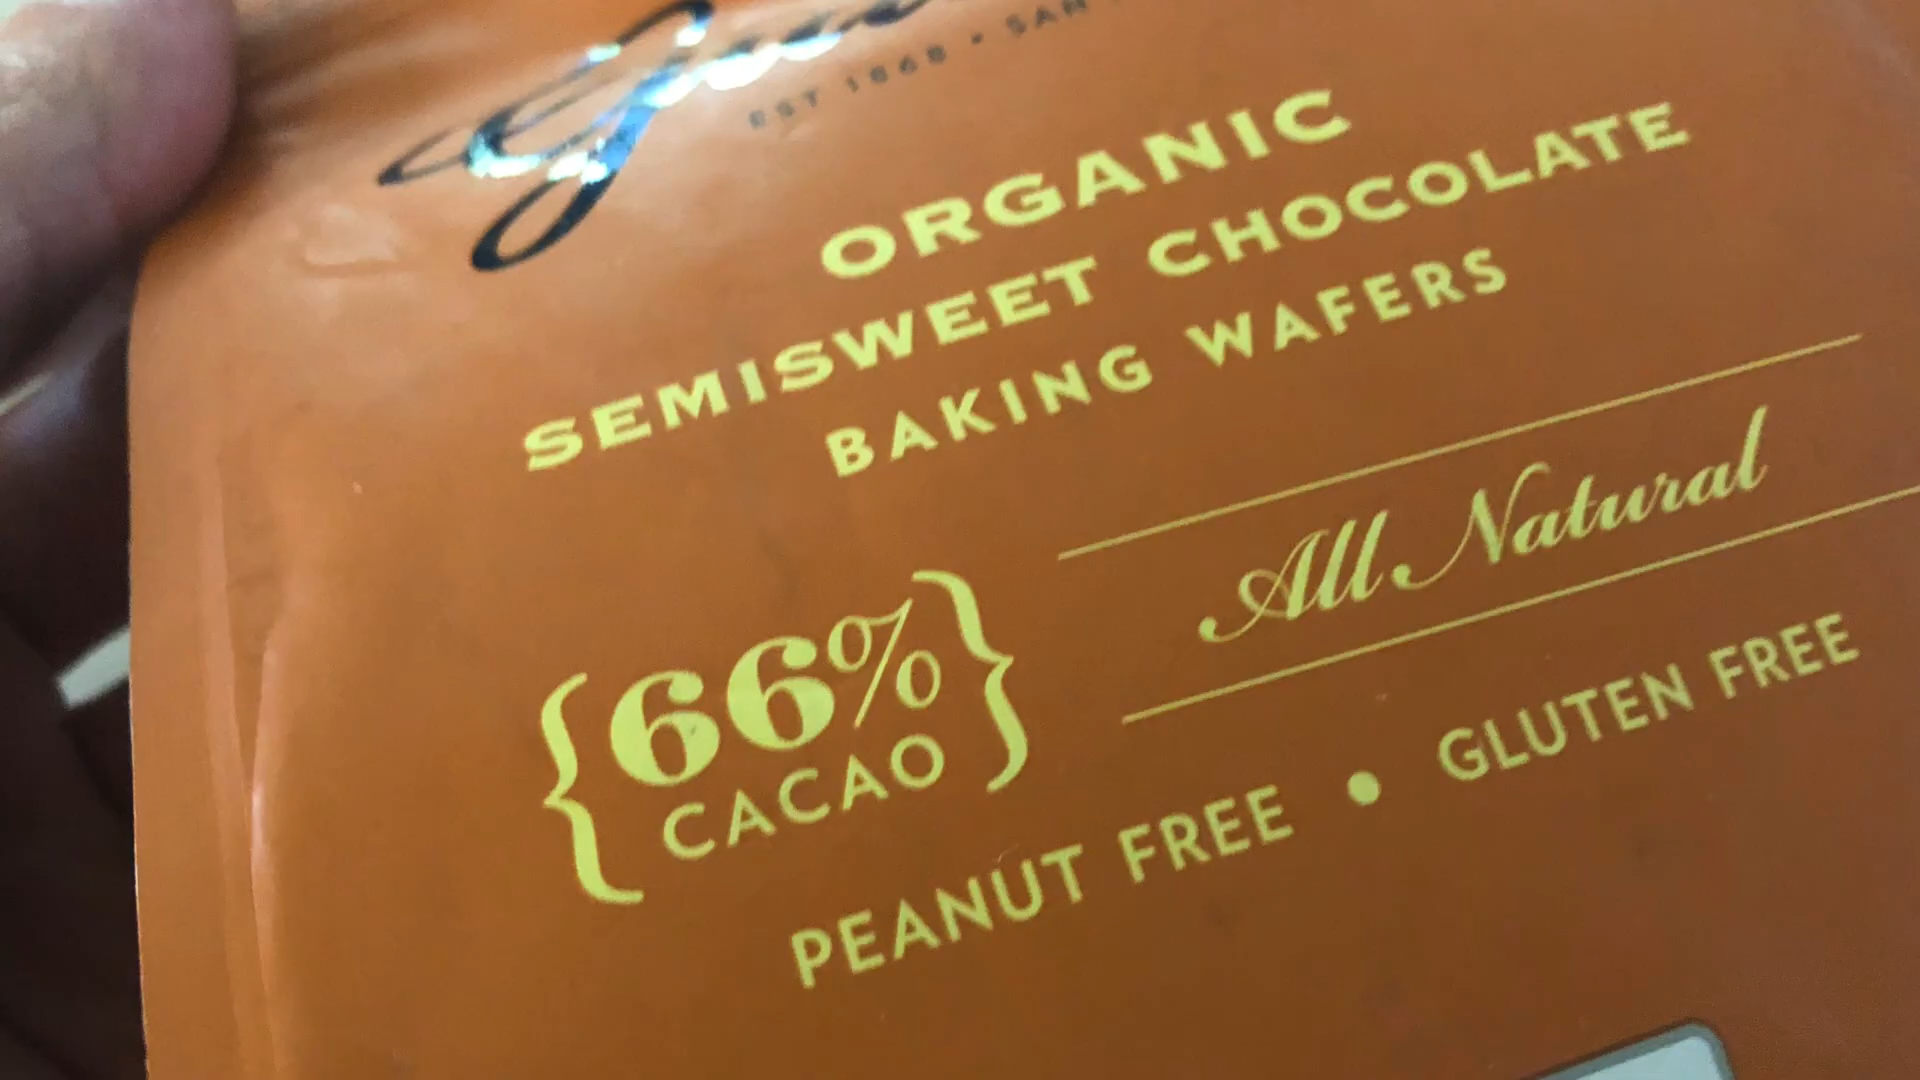 EST 1868 • SAN
ORGANIC
SEMISWEET CHOCOLATE
BAKING WAFERS
All Natural
{66%
CACAO}
PEANUT FREE • GLUTEN FREE